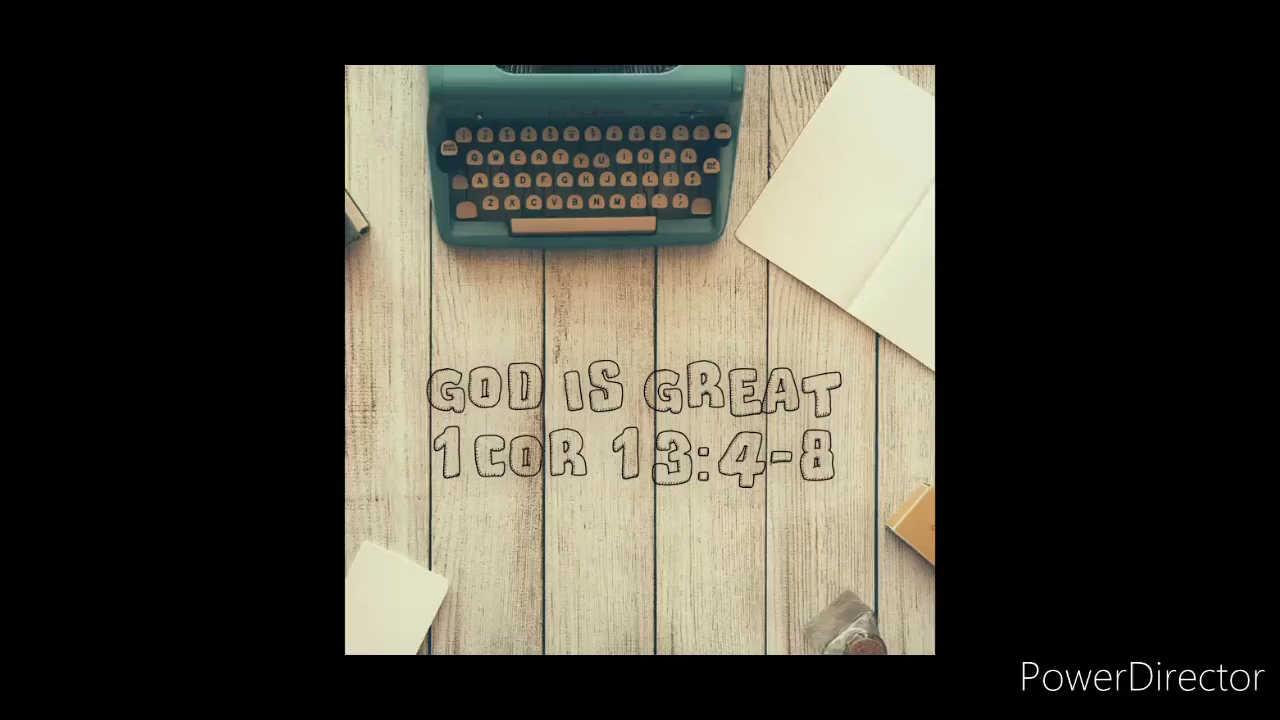 Q W E R T Y U I O P
A S D F G H J K L
Z X C V B N M
GOD IS GREAT
1COR 13:4-8
PowerDirector